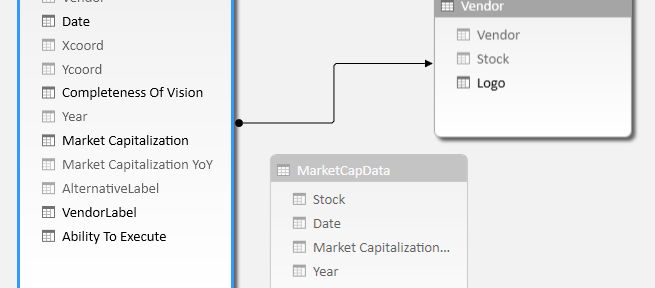 Vendor
Date
Xcoord
Ycoord
Completeness Of Vision
Year
Market Capitalization
Market Capitalization YoY
AlternativeLabel
VendorLabel
Ability To Execute
Vendor
Vendor
Stock
Logo
MarketCapData
Stock
Date
Market Capitalization...
Year